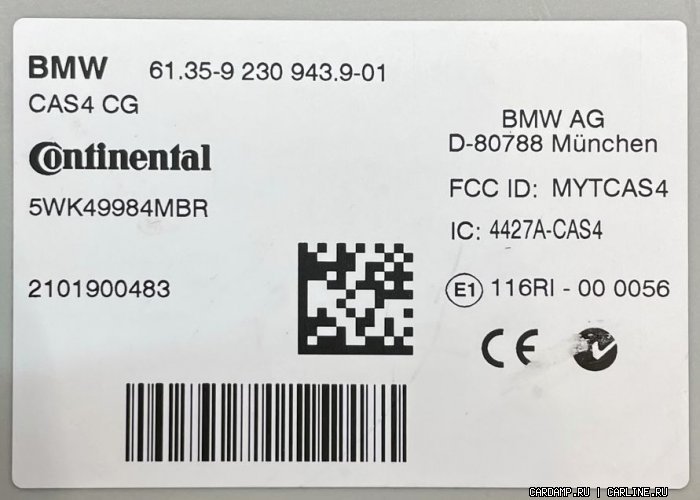 BMW 61.35-9 230 943.9-01
CAS4 CG
Continental
5WK49984MBR
2101900483
BMW AG
D-80788 München
FCC ID: MYTCAS4
IC: 4427A-CAS4
E1 116RI - 00 0056
CE
CARDAMP.RU | CARLINE.RU